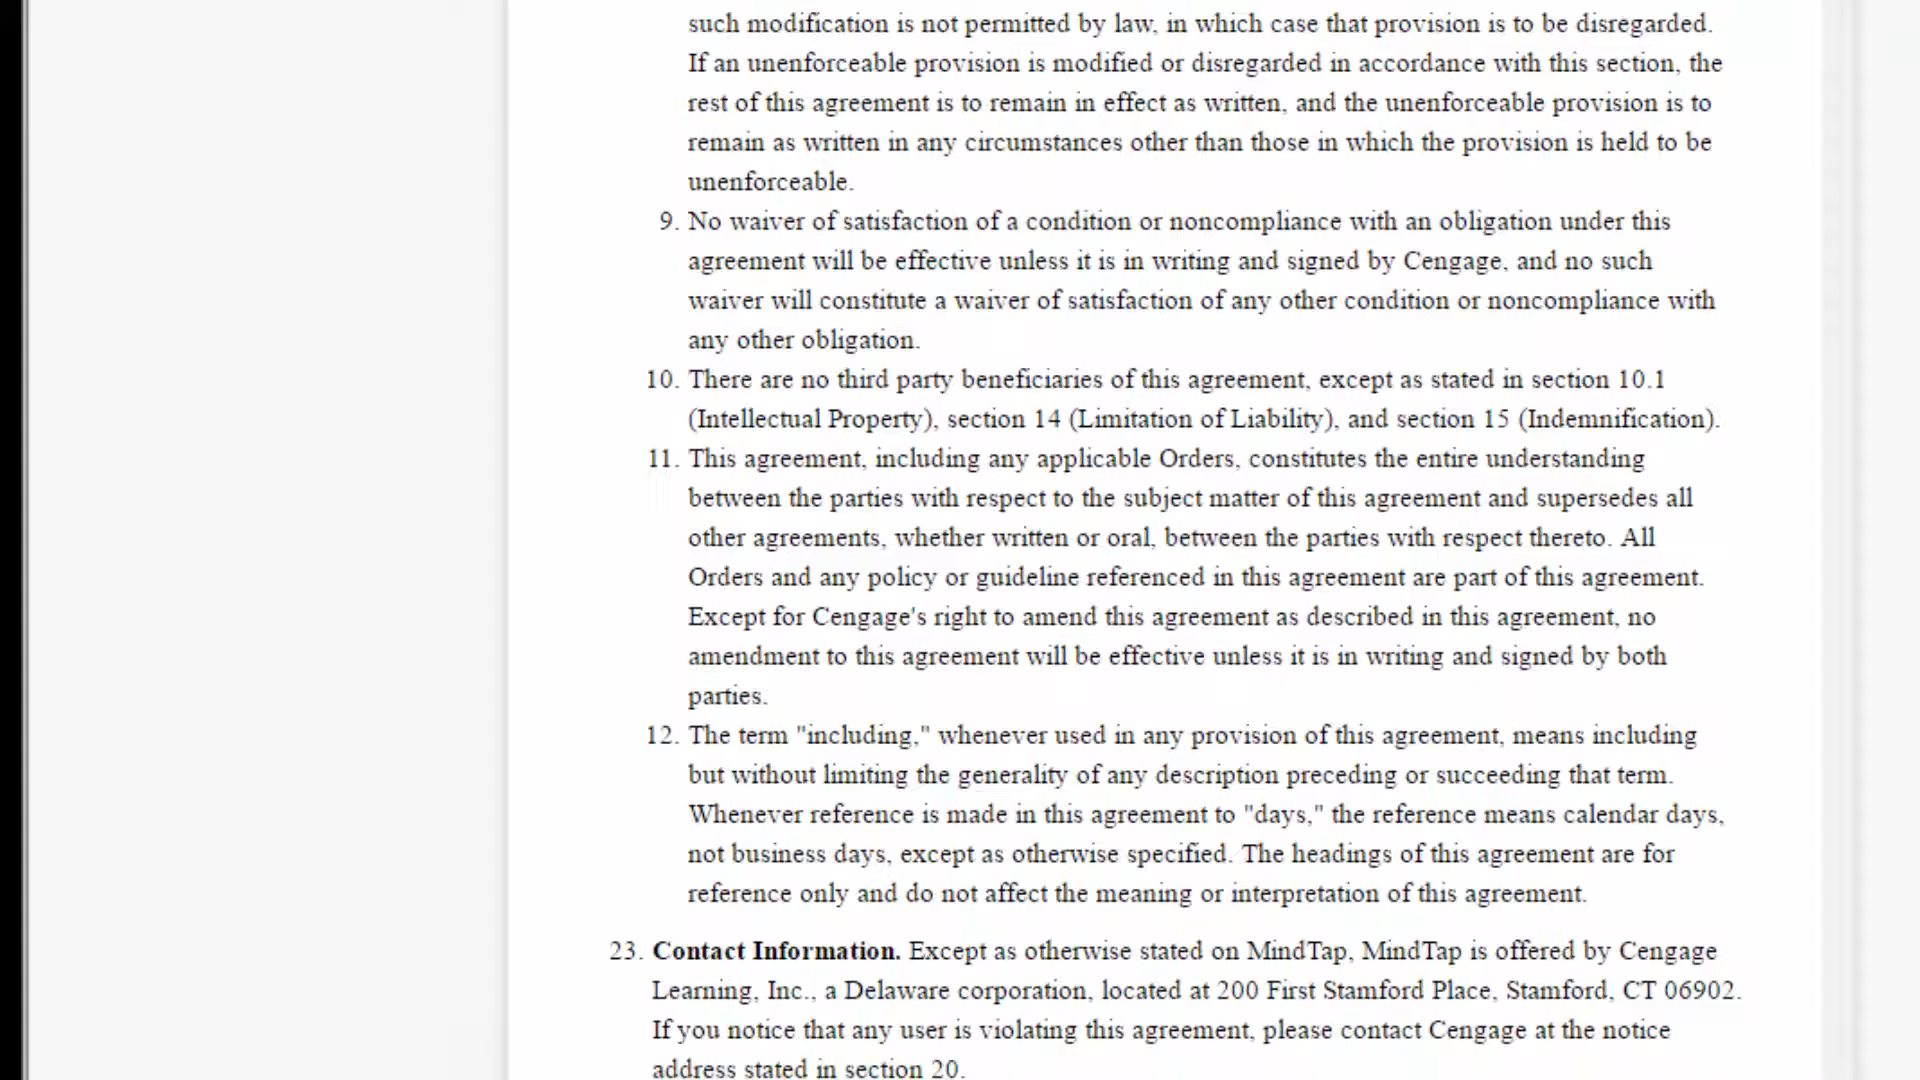 such modification is not permitted by law, in which case that provision is to be disregarded.
If an unenforceable provision is modified or disregarded in accordance with this section, the
rest of this agreement is to remain in effect as written, and the unenforceable provision is to
remain as written in any circumstances other than those in which the provision is held to be
unenforceable.
9. No waiver of satisfaction of a condition or noncompliance with an obligation under this
agreement will be effective unless it is in writing and signed by Cengage, and no such
waiver will constitute a waiver of satisfaction of any other condition or noncompliance with
any other obligation.
10. There are no third party beneficiaries of this agreement, except as stated in section 10.1
(Intellectual Property), section 14 (Limitation of Liability), and section 15 (Indemnification).
11. This agreement, including any applicable Orders, constitutes the entire understanding
between the parties with respect to the subject matter of this agreement and supersedes all
other agreements, whether written or oral, between the parties with respect thereto. All
Orders and any policy or guideline referenced in this agreement are part of this agreement.
Except for Cengage's right to amend this agreement as described in this agreement, no
amendment to this agreement will be effective unless it is in writing and signed by both
parties.
12. The term "including," whenever used in any provision of this agreement, means including
but without limiting the generality of any description preceding or succeeding that term.
Whenever reference is made in this agreement to "days," the reference means calendar days,
not business days, except as otherwise specified. The headings of this agreement are for
reference only and do not affect the meaning or interpretation of this agreement.
23. Contact Information. Except as otherwise stated on MindTap, MindTap is offered by Cengage
Learning, Inc., a Delaware corporation, located at 200 First Stamford Place, Stamford, CT 06902.
If you notice that any user is violating this agreement, please contact Cengage at the notice
address stated in section 20.